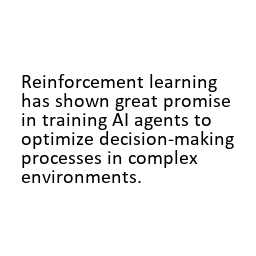 Reinforcement learning
has shown great promise
in training AI agents to
optimize decision-making
processes in complex
environments.